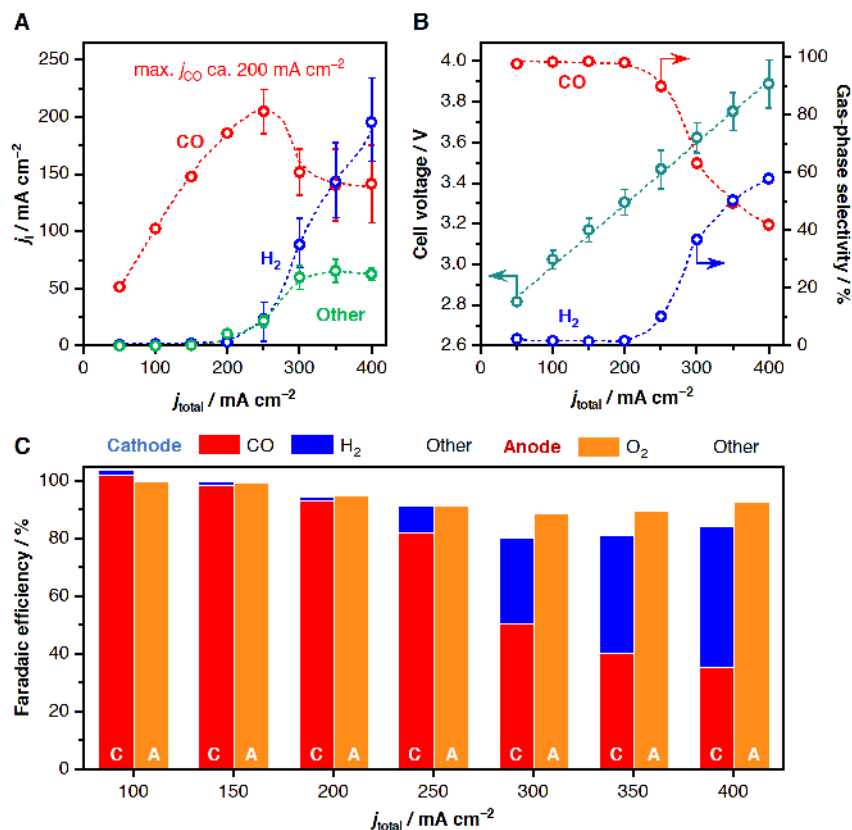 A
250
200
150
100
50
0
max. jCO ca. 200 mA cm−2
CO
H2
Other
ji / mA cm−2
0 100 200 300 400
jtotal / mA cm−2
B
4.0
3.8
3.6
3.4
3.2
3.0
2.8
2.6
CO
H2
Cell voltage / V
100
80
60
40
20
0
Gas-phase selectivity / %
0 100 200 300 400
jtotal / mA cm−2
C
Cathode CO H2 Other Anode O2 Other
100
80
60
40
20
0
Faradaic efficiency / %
C A C A C A C A C A C A C A
100 150 200 250 300 350 400
jtotal / mA cm−2